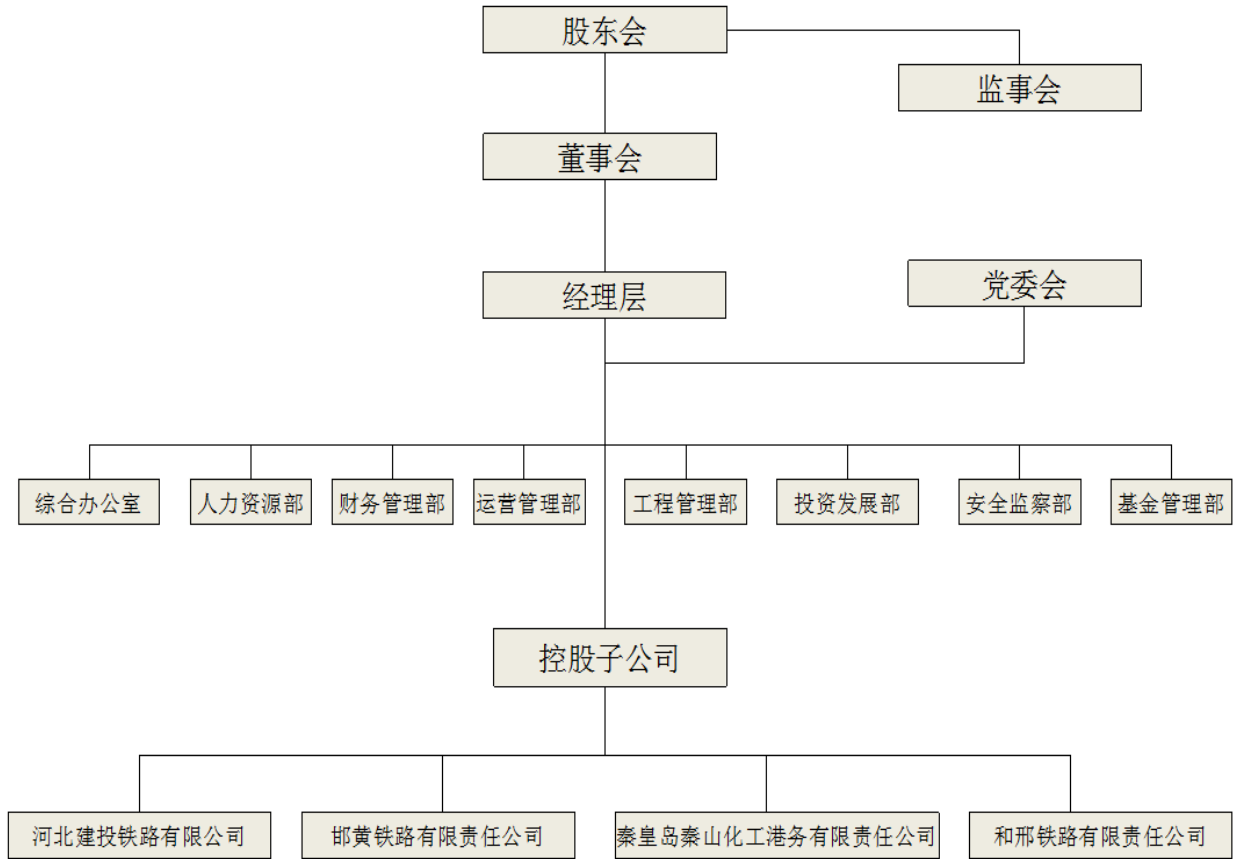 股东会
监事会
董事会
经理层
党委会
综合办公室
人力资源部
财务管理部
运营管理部
工程管理部
投资发展部
安全监察部
基金管理部
控股子公司
河北建投铁路有限公司
邯黄铁路有限责任公司
秦皇岛秦山化工港务有限责任公司
和邢铁路有限责任公司